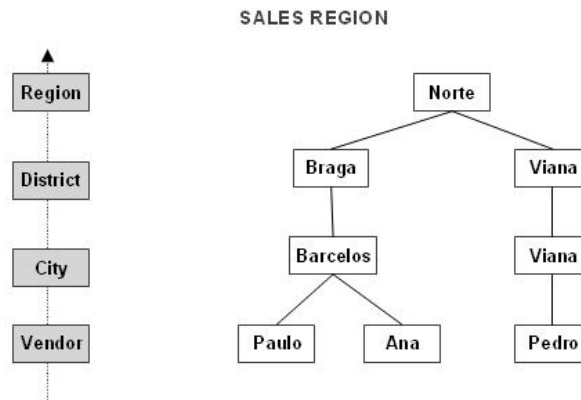 SALES REGION
Region
Norte
District
Braga
Viana
City
Barcelos
Viana
Vendor
Paulo
Ana
Pedro